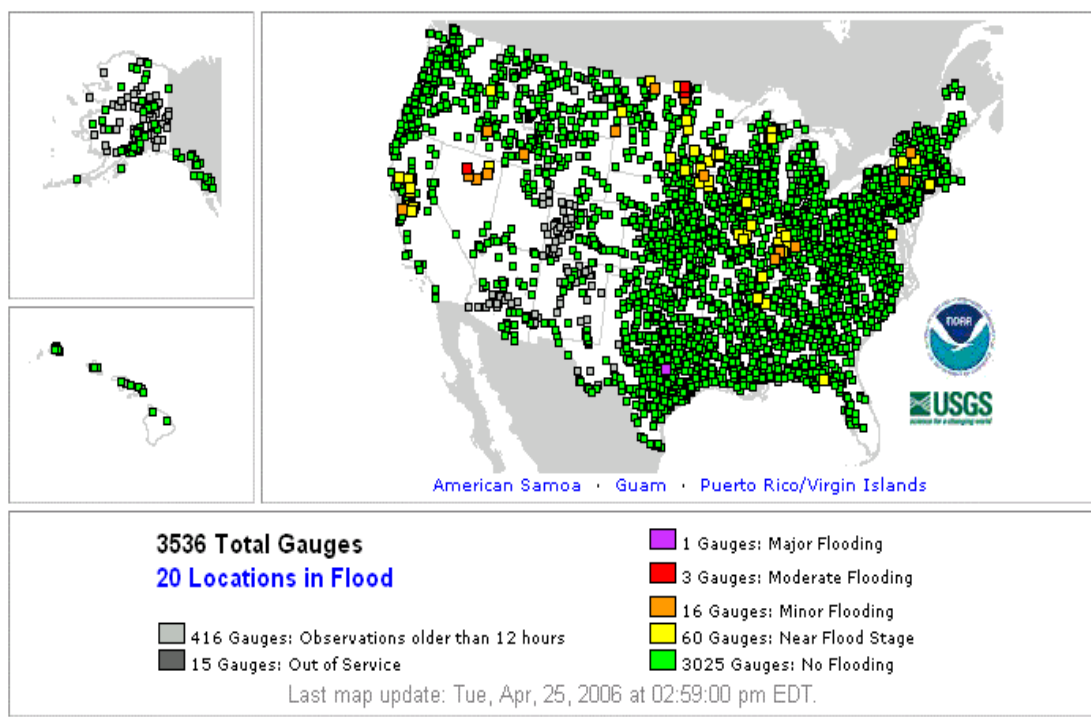 NOAA
USGS
science for a changing world
American Samoa · Guam · Puerto Rico/Virgin Islands
3536 Total Gauges
20 Locations in Flood
416 Gauges: Observations older than 12 hours
15 Gauges: Out of Service
1 Gauges: Major Flooding
3 Gauges: Moderate Flooding
16 Gauges: Minor Flooding
60 Gauges: Near Flood Stage
3025 Gauges: No Flooding
Last map update: Tue, Apr, 25, 2006 at 02:59:00 pm EDT.